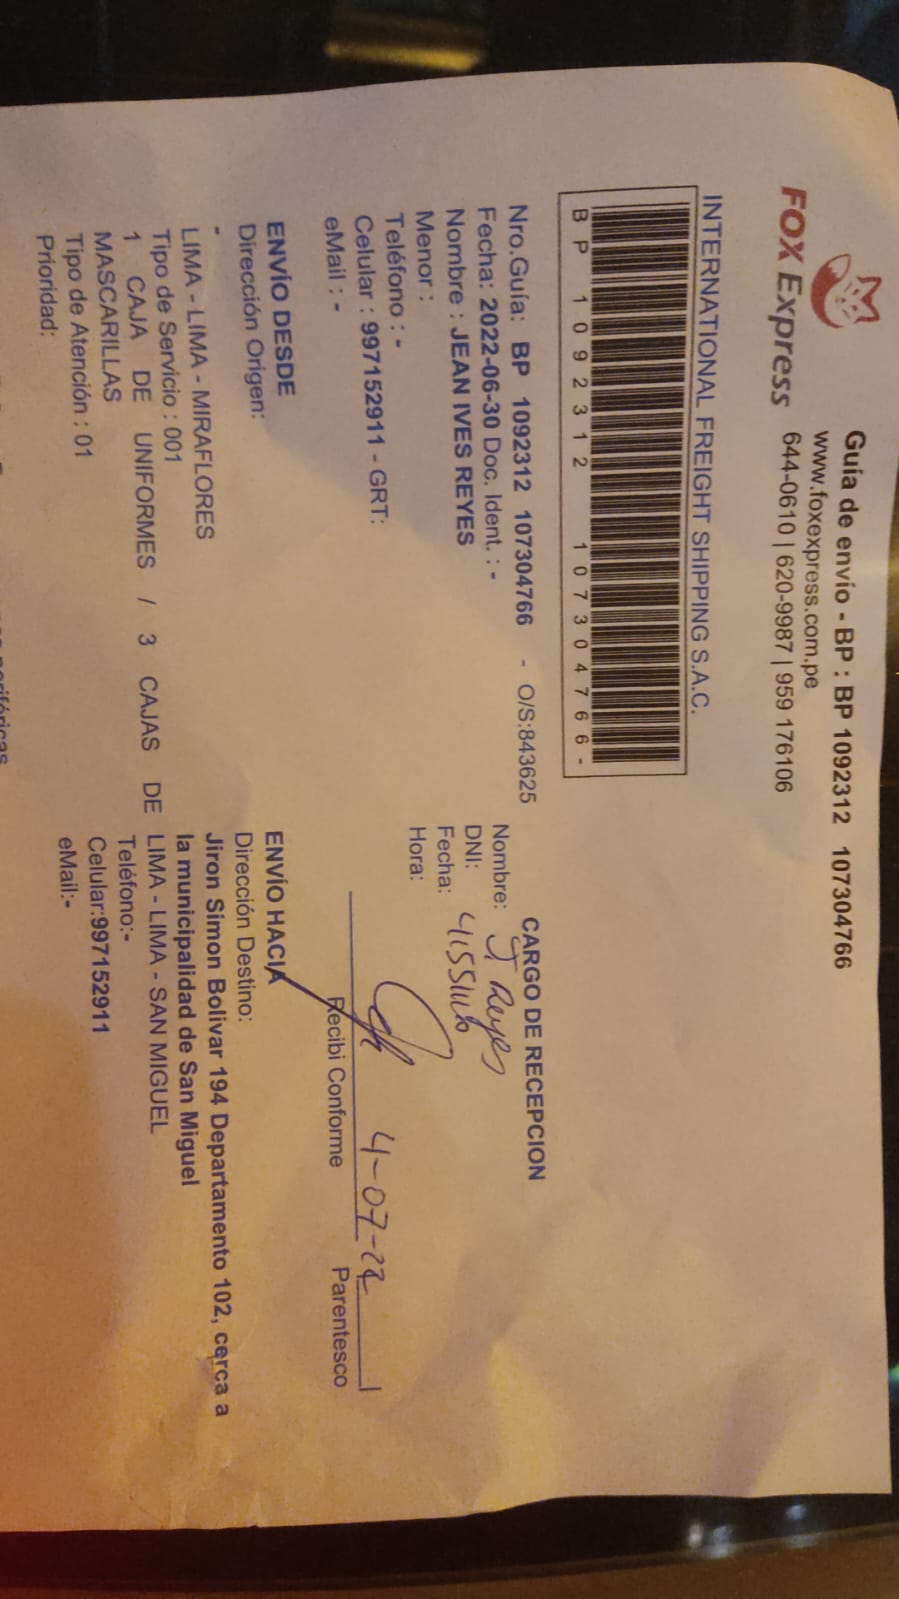 FOX Express
Guía de envío - BP : BP 1092312 107304766
www.foxexpress.com.pe
644-0610 | 620-9987 | 959 176106
INTERNATIONAL FREIGHT SHIPPING S.A.C.
BP 1092312 107304766-
Nro.Guía: BP 1092312 107304766 - O/S:843625
Fecha: 2022-06-30 Doc. Ident. : -
Nombre : JEAN IVES REYES
Menor :
Teléfono : -
Celular : 997152911 - GRT:
eMail : -
CARGO DE RECEPCION
Nombre: J. Reyes
DNI:
Fecha:
Hora:
4-07-22
Recibi Conforme Parentesco
ENVÍO DESDE
Dirección Origen:
-
LIMA - LIMA - MIRAFLORES
Tipo de Servicio : 001
1 CAJA DE UNIFORMES / 3 CAJAS DE
MASCARILLAS
Tipo de Atención : 01
Prioridad:
ENVÍO HACIA
Dirección Destino:
Jiron Simon Bolivar 194 Departamento 102, cerca a
la municipalidad de San Miguel
LIMA - LIMA - SAN MIGUEL
Teléfono:-
Celular:997152911
eMail:-